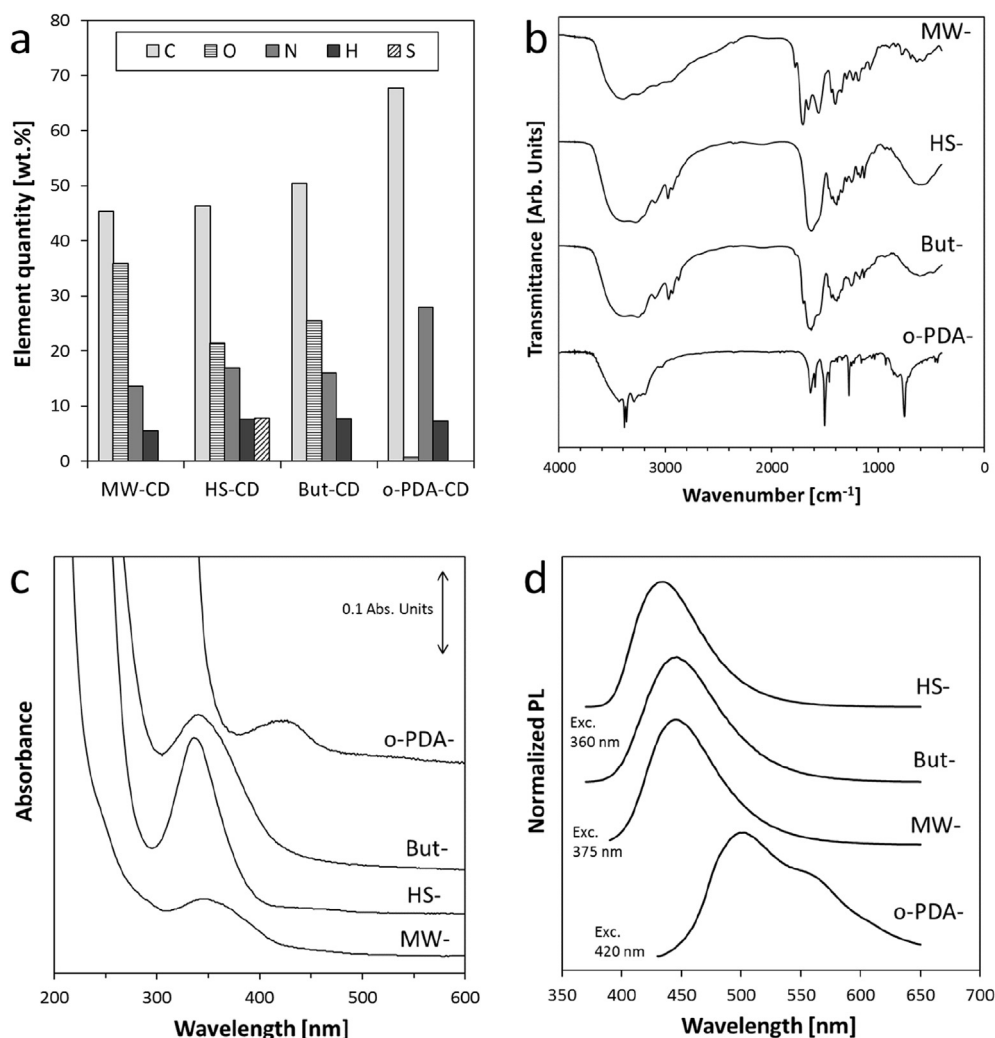 a
80
70
60
50
40
30
20
10
0
Element quantity [wt.%]
C O N H S
MW-CD HS-CD But-CD o-PDA-CD
b
MW-
HS-
But-
o-PDA-
Transmittance [Arb. Units]
4000 3000 2000 1000 0
Wavenumber [cm⁻¹]
c
0.1 Abs. Units
o-PDA-
But-
HS-
MW-
Absorbance
200 300 400 500 600
Wavelength [nm]
d
HS-
Exc.
360 nm
But-
MW-
Exc.
375 nm
o-PDA-
Exc.
420 nm
Normalized PL
350 400 450 500 550 600 650 700
Wavelength [nm]